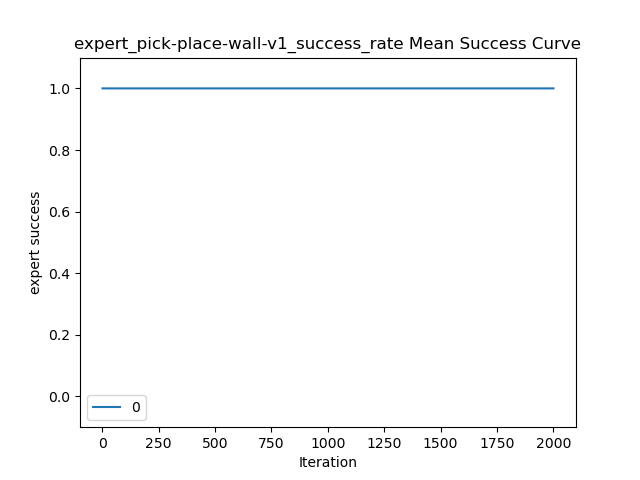 expert_pick-place-wall-v1_success_rate Mean Success Curve
expert success
1.0
0.8
0.6
0.4
0.2
0.0
0
0 250 500 750 1000 1250 1500 1750 2000
Iteration